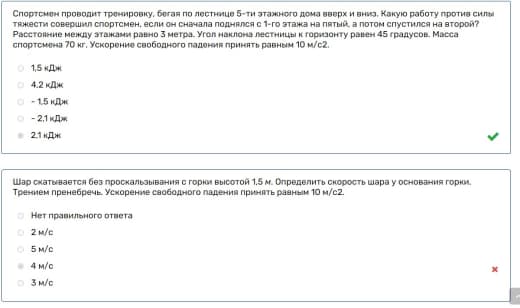 Спортсмен проводит тренировку, бегая по лестнице 5-ти этажного дома вверх и вниз. Какую работу против силы
тяжести совершил спортсмен, если он сначала поднялся с 1-го этажа на пятый, а потом спустился на второй?
Расстояние между этажами равно 3 метра. Угол наклона лестницы к горизонту равен 45 градусов. Масса
спортсмена 70 кг. Ускорение свободного падения принять равным 10 м/с2.
1,5 кДж
4.2 кДж
- 1.5 кДж
- 2.1 кДж
2.1 кДж
Шар скатывается без проскальзывания с горки высотой 1,5 м. Определить скорость шара у основания горки.
Трением пренебречь. Ускорение свободного падения принять равным 10 м/с2.
Нет правильного ответа
2 м/с
5 м/с
4 м/с
3 м/с